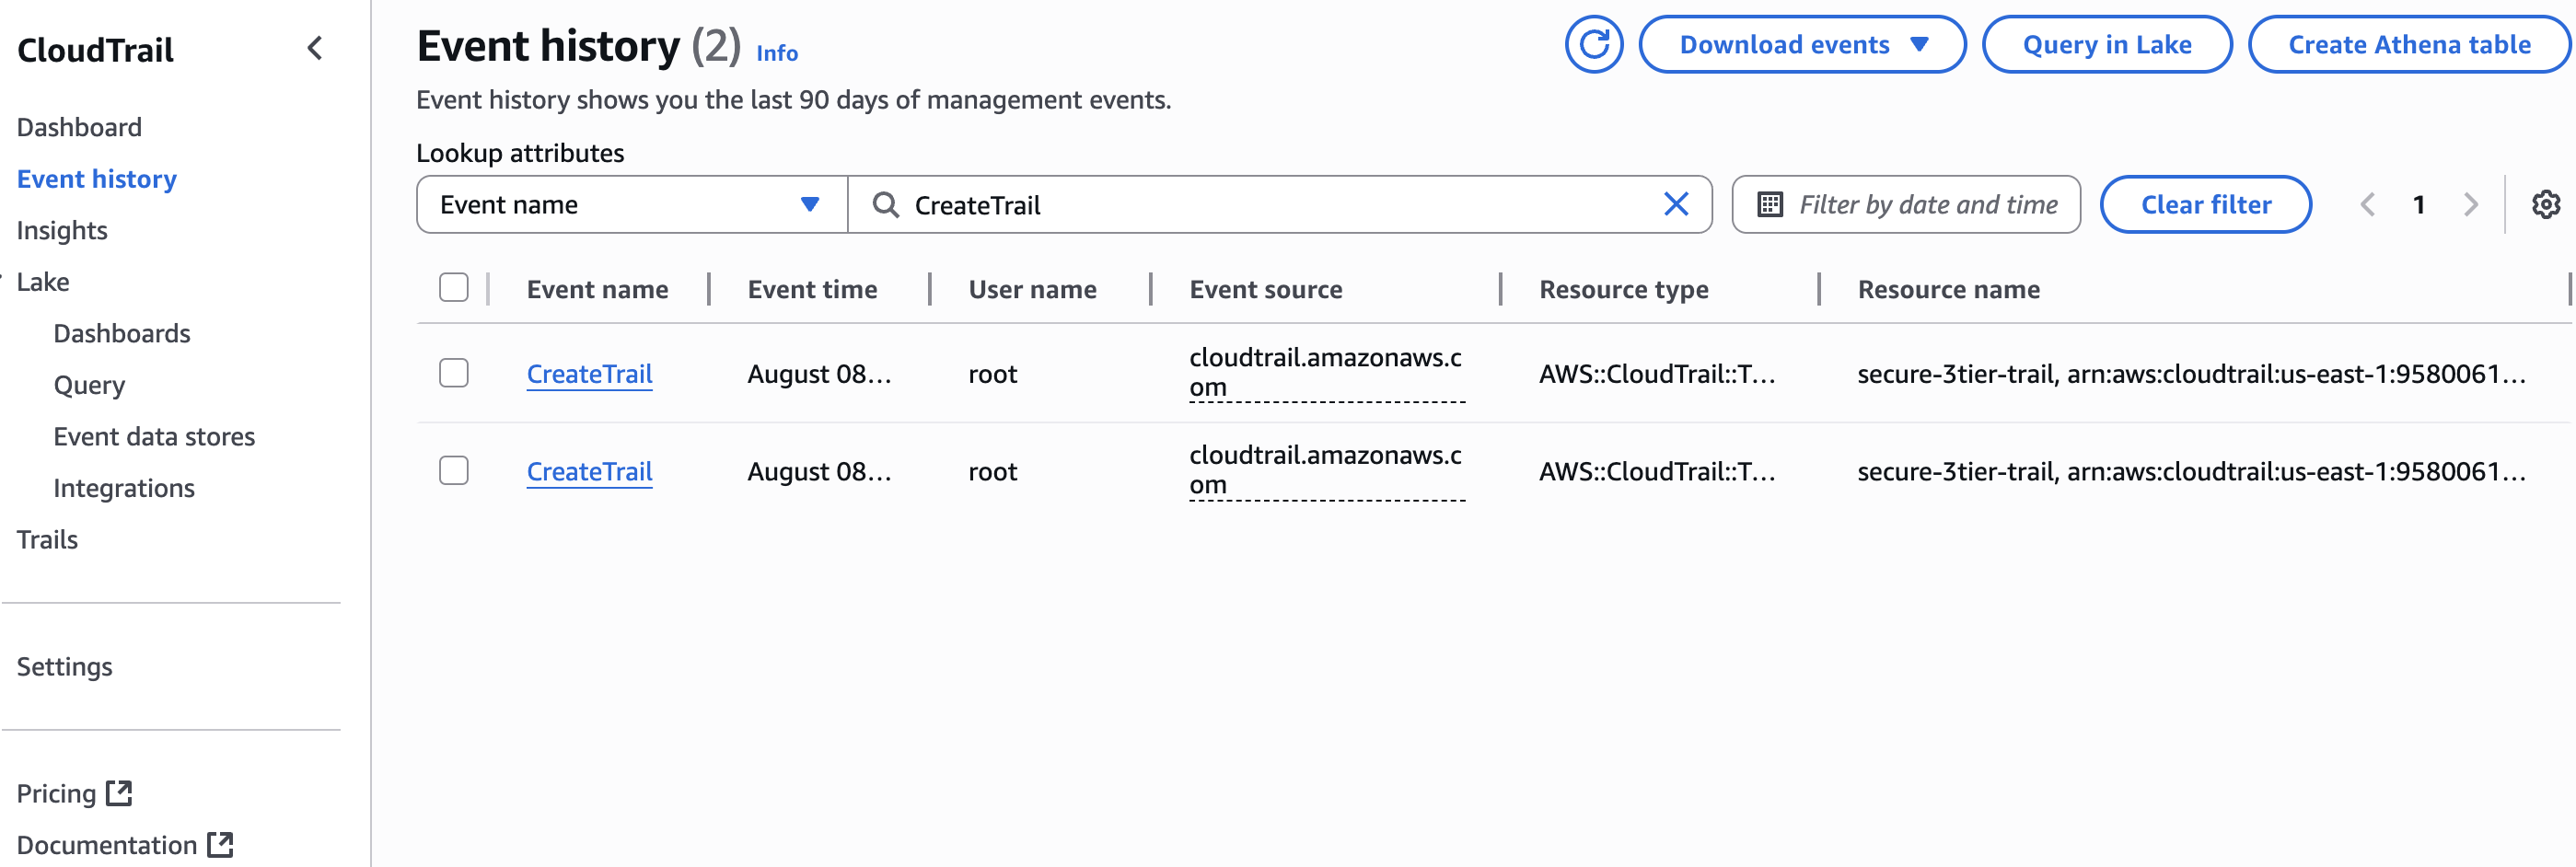 CloudTrail
Dashboard
Event history
Insights
Lake
Dashboards
Query
Event data stores
Integrations
Trails
Settings
Pricing
Documentation
Event history (2) Info
Download events
Query in Lake
Create Athena table
Event history shows you the last 90 days of management events.
Lookup attributes
Event name
CreateTrail
Filter by date and time
Clear filter
1
Event name Event time User name Event source Resource type Resource name
CreateTrail August 08... root cloudtrail.amazonaws.c
om
AWS::CloudTrail::T... secure-3tier-trail, arn:aws:cloudtrail:us-east-1:9580061...
CreateTrail August 08... root cloudtrail.amazonaws.c
om
AWS::CloudTrail::T... secure-3tier-trail, arn:aws:cloudtrail:us-east-1:9580061...